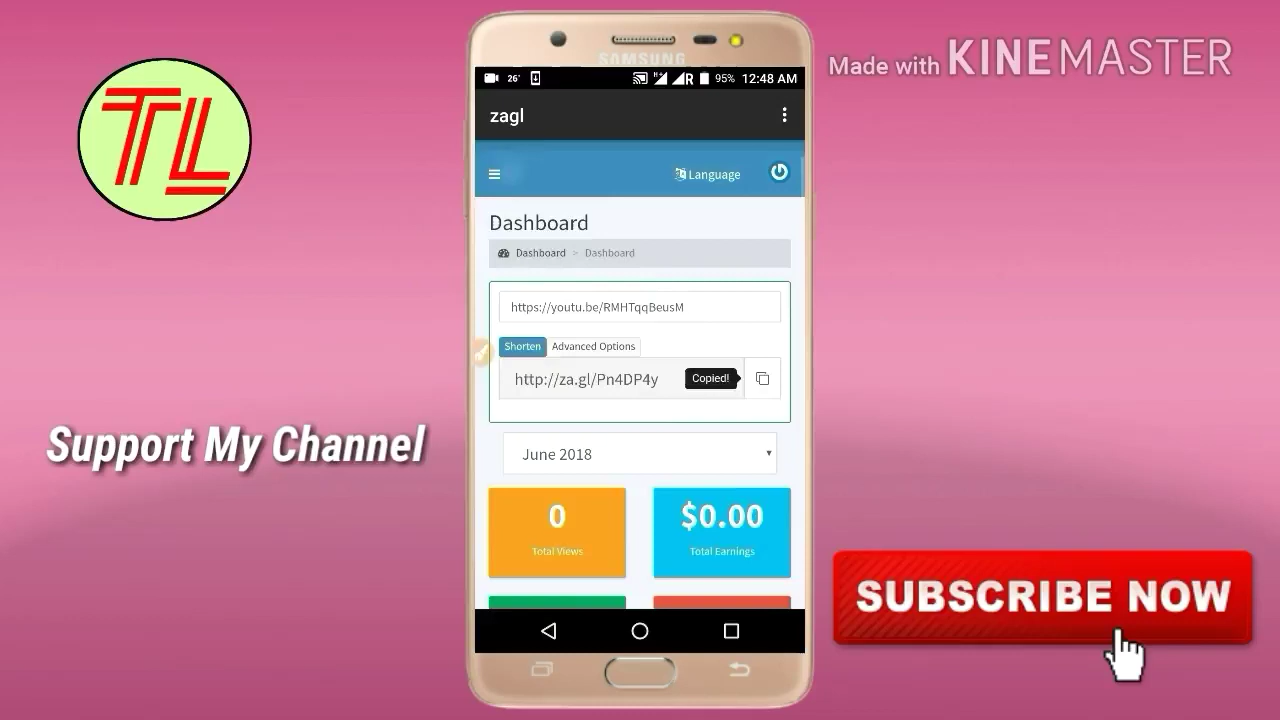 TL
Made with KINEMASTER
SAMSUNG
26°
R 95% 12:48 AM
zagl
Language
Dashboard
Dashboard > Dashboard
https://youtu.be/RMHTqqBeusM
Shorten Advanced Options
http://za.gl/Pn4DP4y Copied!
Support My Channel
June 2018
0 $0.00
Total Views Total Earnings
SUBSCRIBE NOW